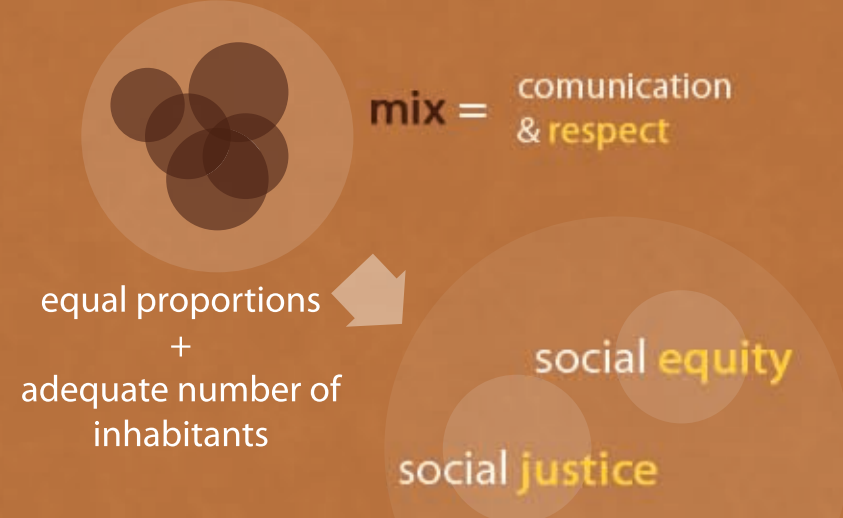 mix = comunication
& respect
equal proportions
+
adequate number of
inhabitants
social equity
social justice